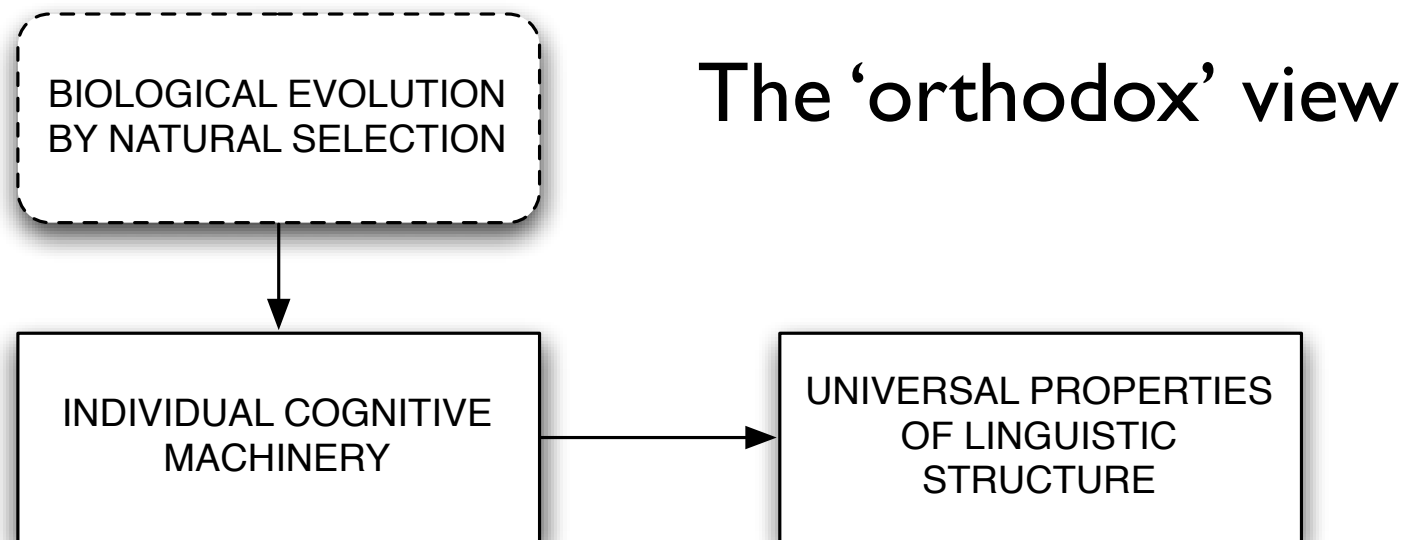 The ‘orthodox’ view
BIOLOGICAL EVOLUTION
BY NATURAL SELECTION
INDIVIDUAL COGNITIVE
MACHINERY
UNIVERSAL PROPERTIES
OF LINGUISTIC
STRUCTURE